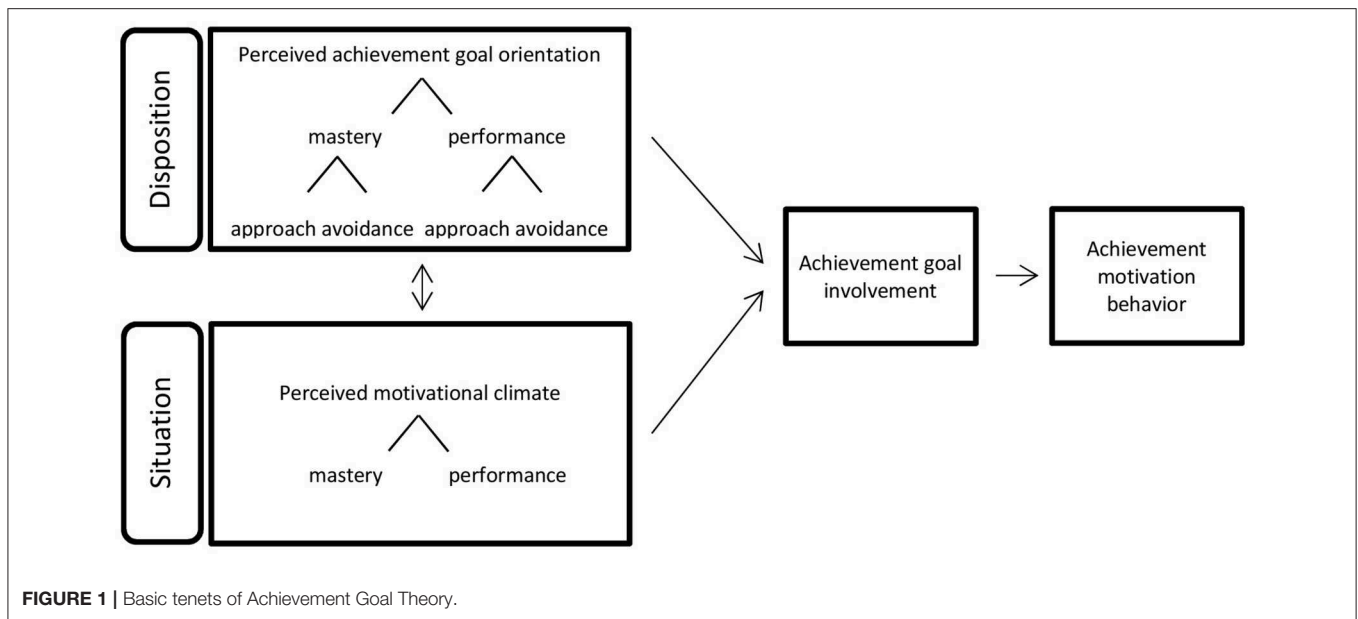 Disposition
Perceived achievement goal orientation
mastery performance
approach avoidance approach avoidance
Situation
Perceived motivational climate
mastery performance
Achievement goal
involvement
Achievement
motivation
behavior
FIGURE 1 | Basic tenets of Achievement Goal Theory.